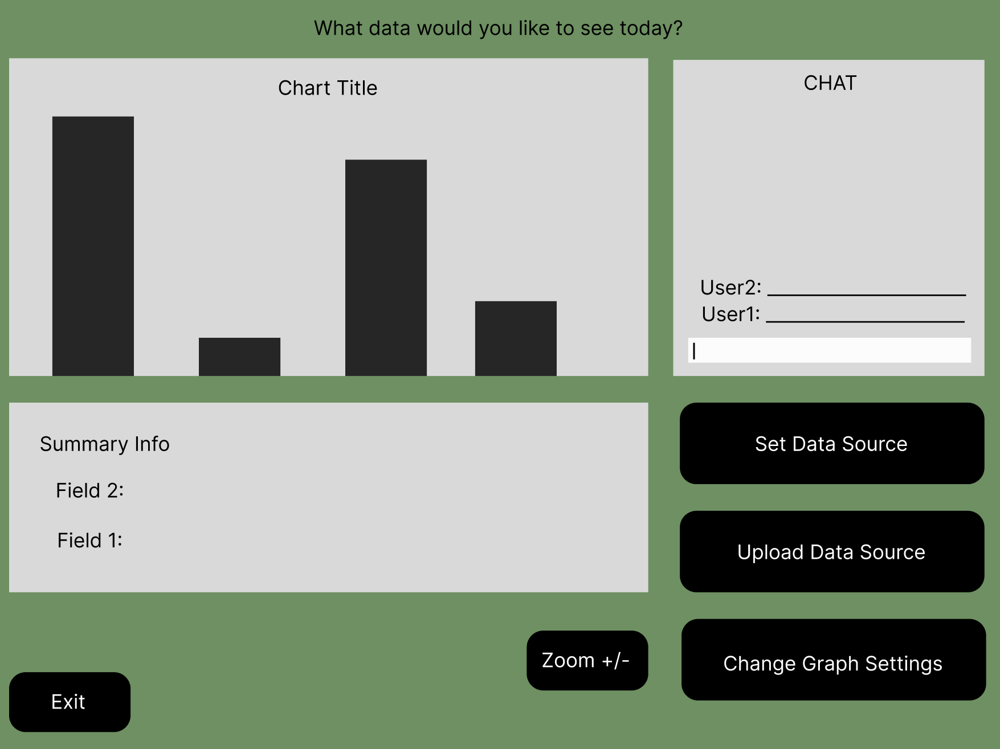 What data would you like to see today?
Chart Title
CHAT
User2:
User1:
Summary Info
Field 2:
Field 1:
Set Data Source
Upload Data Source
Change Graph Settings
Zoom +/-
Exit